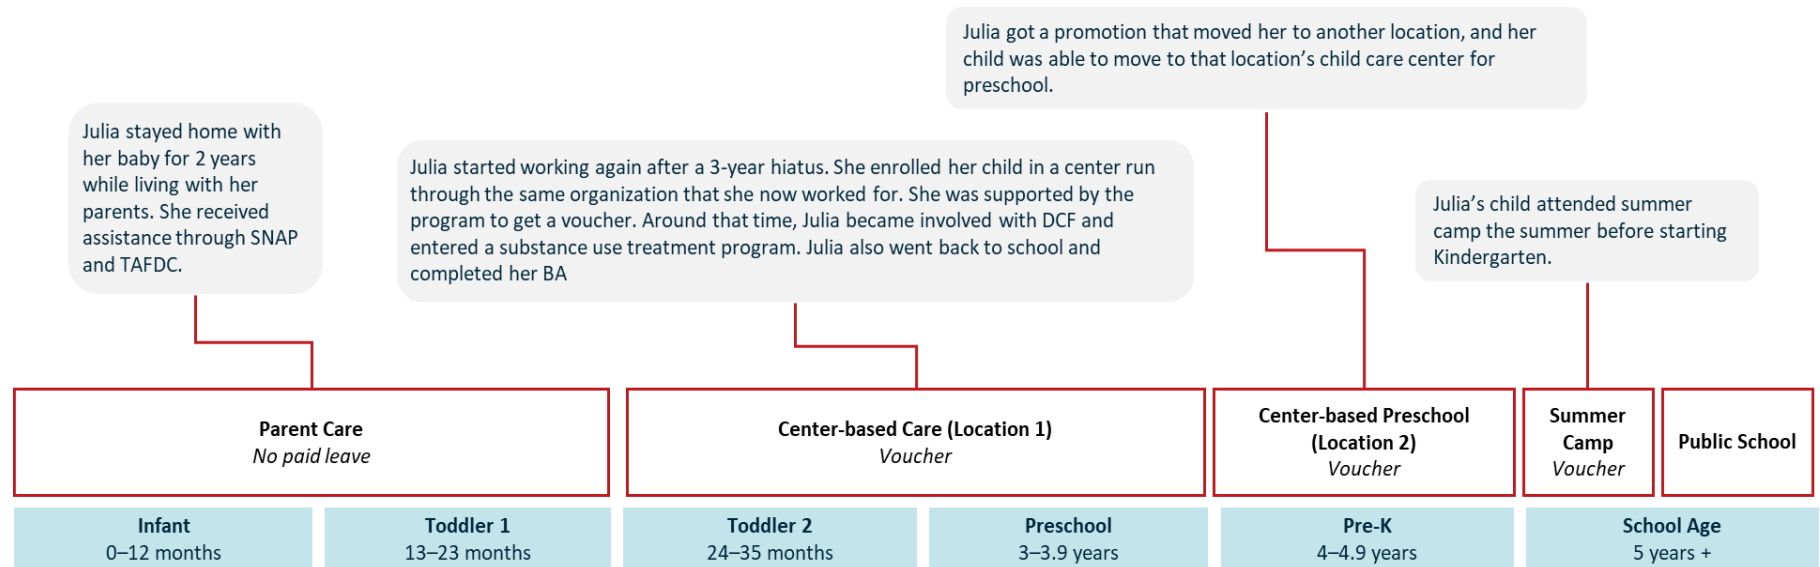 Julia got a promotion that moved her to another location, and her
child was able to move to that location’s child care center for
preschool.
Julia stayed home with
her baby for 2 years
while living with her
parents. She received
assistance through SNAP
and TAFDC.
Julia started working again after a 3-year hiatus. She enrolled her child in a center run
through the same organization that she now worked for. She was supported by the
program to get a voucher. Around that time, Julia became involved with DCF and
entered a substance use treatment program. Julia also went back to school and
completed her BA
Julia’s child attended summer
camp the summer before starting
Kindergarten.
Parent Care
No paid leave
Center-based Care (Location 1)
Voucher
Center-based Preschool
(Location 2)
Voucher
Summer
Camp
Voucher
Public School
Infant
0–12 months
Toddler 1
13–23 months
Toddler 2
24–35 months
Preschool
3–3.9 years
Pre-K
4–4.9 years
School Age
5 years +